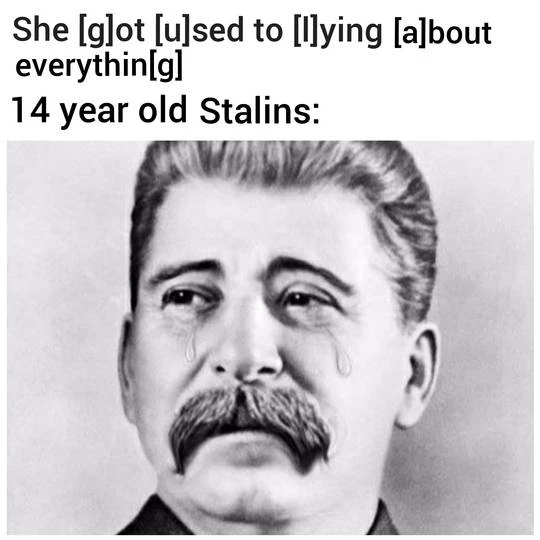 She [g]ot [u]sed to [l]ying [a]bout
everythin[g]
14 year old Stalins: